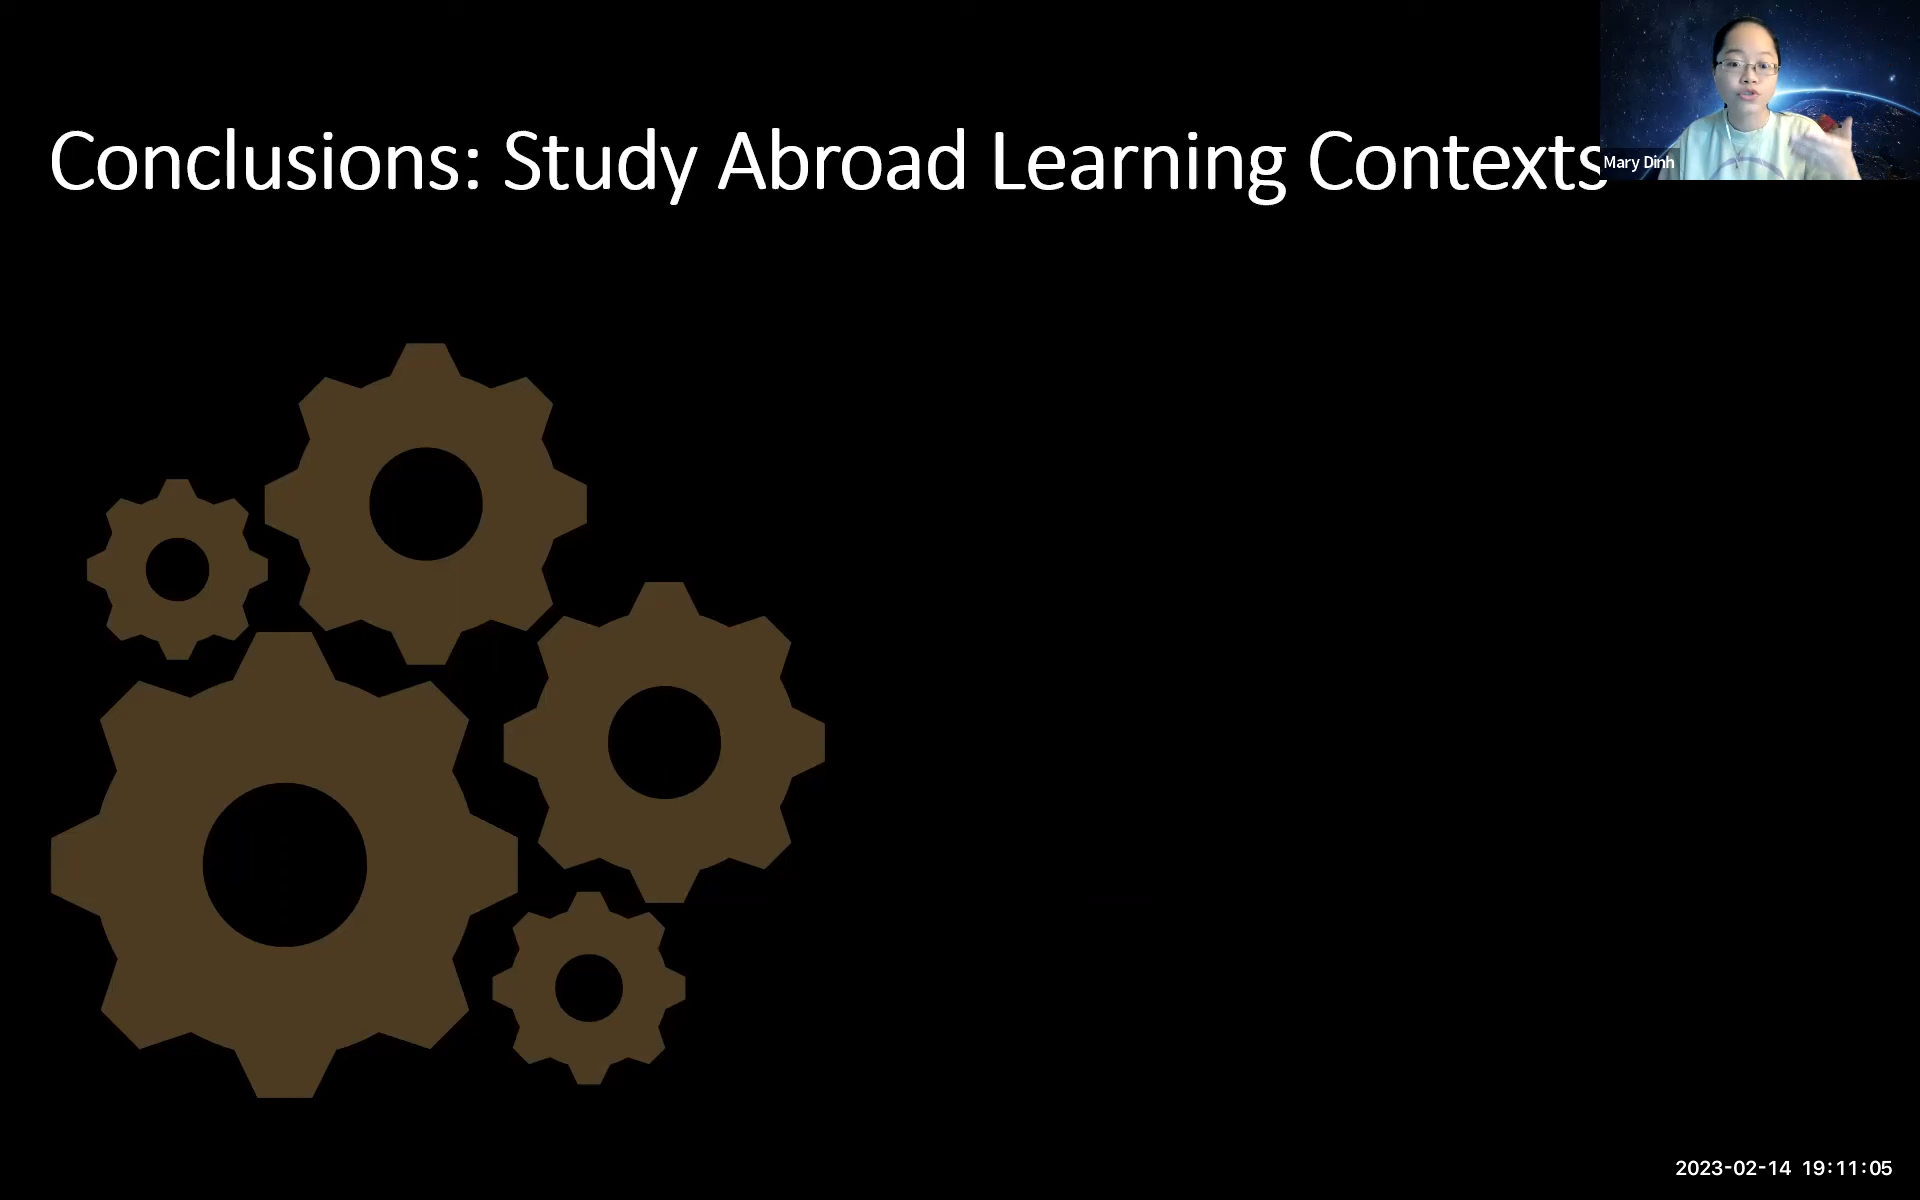 Conclusions: Study Abroad Learning Contexts
Mary Dinh
2023-02-14 19:11:05